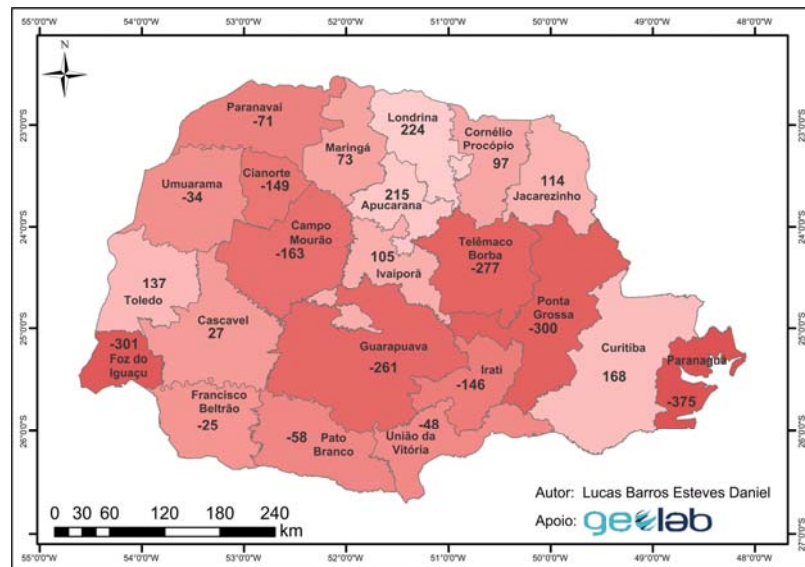 55°0'0"W 54°0'0"W 53°0'0"W 52°0'0"W 51°0'0"W 50°0'0"W 49°0'0"W 48°0'0"W
N
23°0'0"S
24°0'0"S
25°0'0"S
26°0'0"S
27°0'0"S
Paranavai
-71
Londrina
224
Maringá
73
Cornélio
Procópio
97
Umuarama
-34
Cianorte
-149
215
Apucarana
114
Jacarezinho
Campo
Mourão
-163
105
Ivaiporã
Telêmaco
Borba
-277
137
Toledo
Ponta
Grossa
-300
Cascavel
27
-301
Foz do
Iguaçu
Guarapuava
-261
Irati
-146
Curitiba
168
Paranaguá
-375
Francisco
Beltrão
-25
-58 Pato
Branco
-48
União da
Vitória
Autor: Lucas Barros Esteves Daniel
Apoio: geolab
0 30 60 120 180 240
km
23°0'0"S
24°0'0"S
25°0'0"S
26°0'0"S
27°0'0"S
55°0'0"W 54°0'0"W 53°0'0"W 52°0'0"W 51°0'0"W 50°0'0"W 49°0'0"W 48°0'0"W